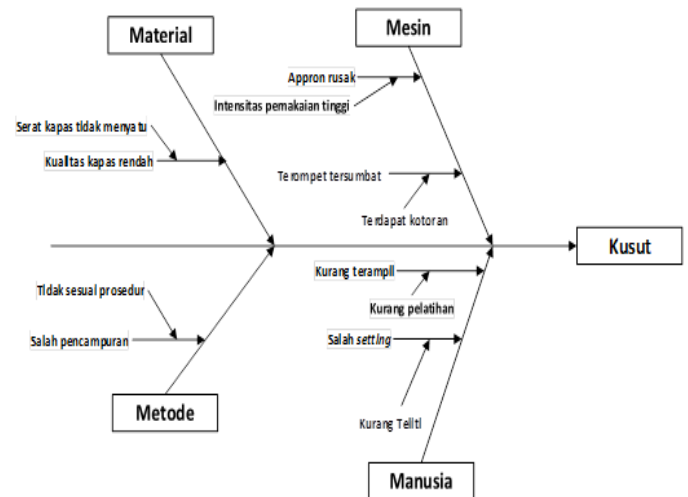 Material
Mesin
Appron rusak
Intensitas pemakaian tinggi
Serat kapas tidak menyatu
Kualitas kapas rendah
Terompet tersumbat
Terdapat kotoran
Kusut
Kurang terampil
Tidak sesuai prosedur
Kurang pelatihan
Salah pencampuran
Salah setting
Metode
Kurang Teliti
Manusia